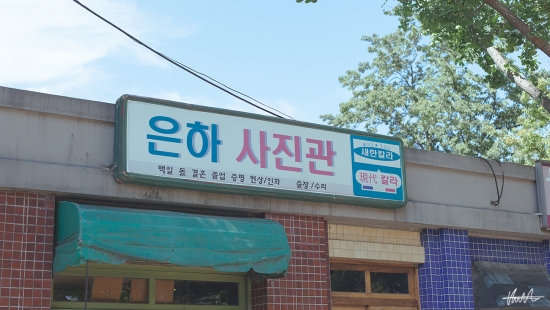 은하 사진관
백일 돌 결혼 졸업 증명 현상/인화 출장/수리
새한칼라
現代 칼라